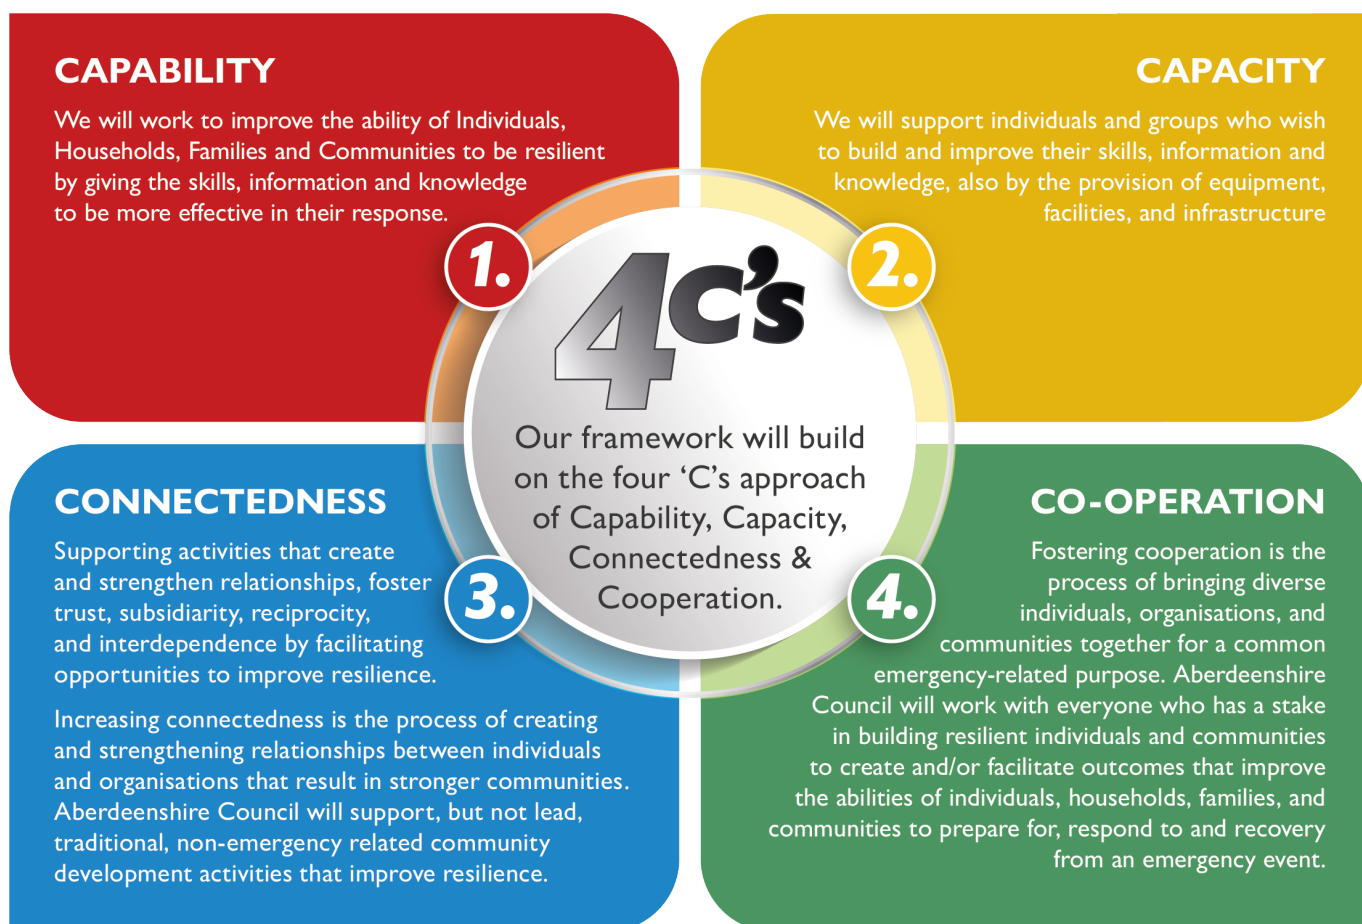 CAPABILITY
We will work to improve the ability of Individuals,
Households, Families and Communities to be resilient
by giving the skills, information and knowledge
to be more effective in their response.
1.
CAPACITY
We will support individuals and groups who wish
to build and improve their skills, information and
knowledge, also by the provision of equipment,
facilities, and infrastructure
2.
4C's
Our framework will build
on the four ‘C’s approach
of Capability, Capacity,
Connectedness &
Cooperation.
CONNECTEDNESS
Supporting activities that create
and strengthen relationships, foster
trust, subsidiarity, reciprocity,
and interdependence by facilitating
opportunities to improve resilience.
Increasing connectedness is the process of creating
and strengthening relationships between individuals
and organisations that result in stronger communities.
Aberdeenshire Council will support, but not lead,
traditional, non-emergency related community
development activities that improve resilience.
3.
CO-OPERATION
Fostering cooperation is the
process of bringing diverse
individuals, organisations, and
communities together for a common
emergency-related purpose. Aberdeenshire
Council will work with everyone who has a stake
in building resilient individuals and communities
to create and/or facilitate outcomes that improve
the abilities of individuals, households, families, and
communities to prepare for, respond to and recovery
from an emergency event.
4.